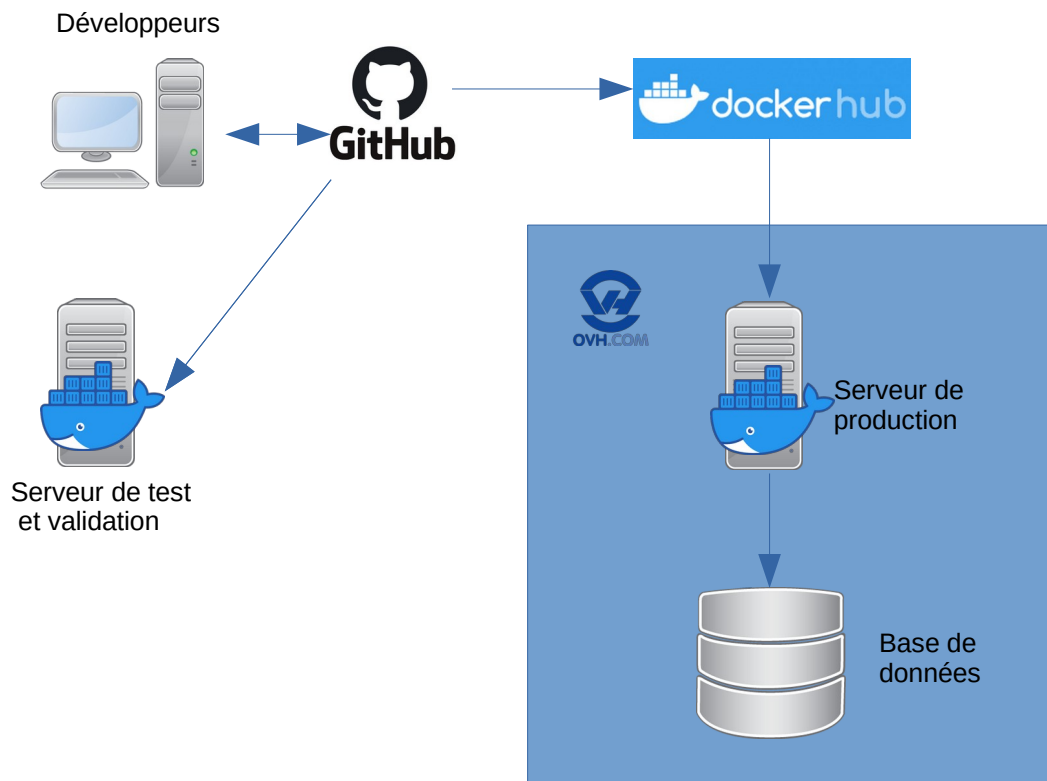 Développeurs
GitHub
dockerhub
OVH.COM
Serveur de
production
Serveur de test
et validation
Base de
données